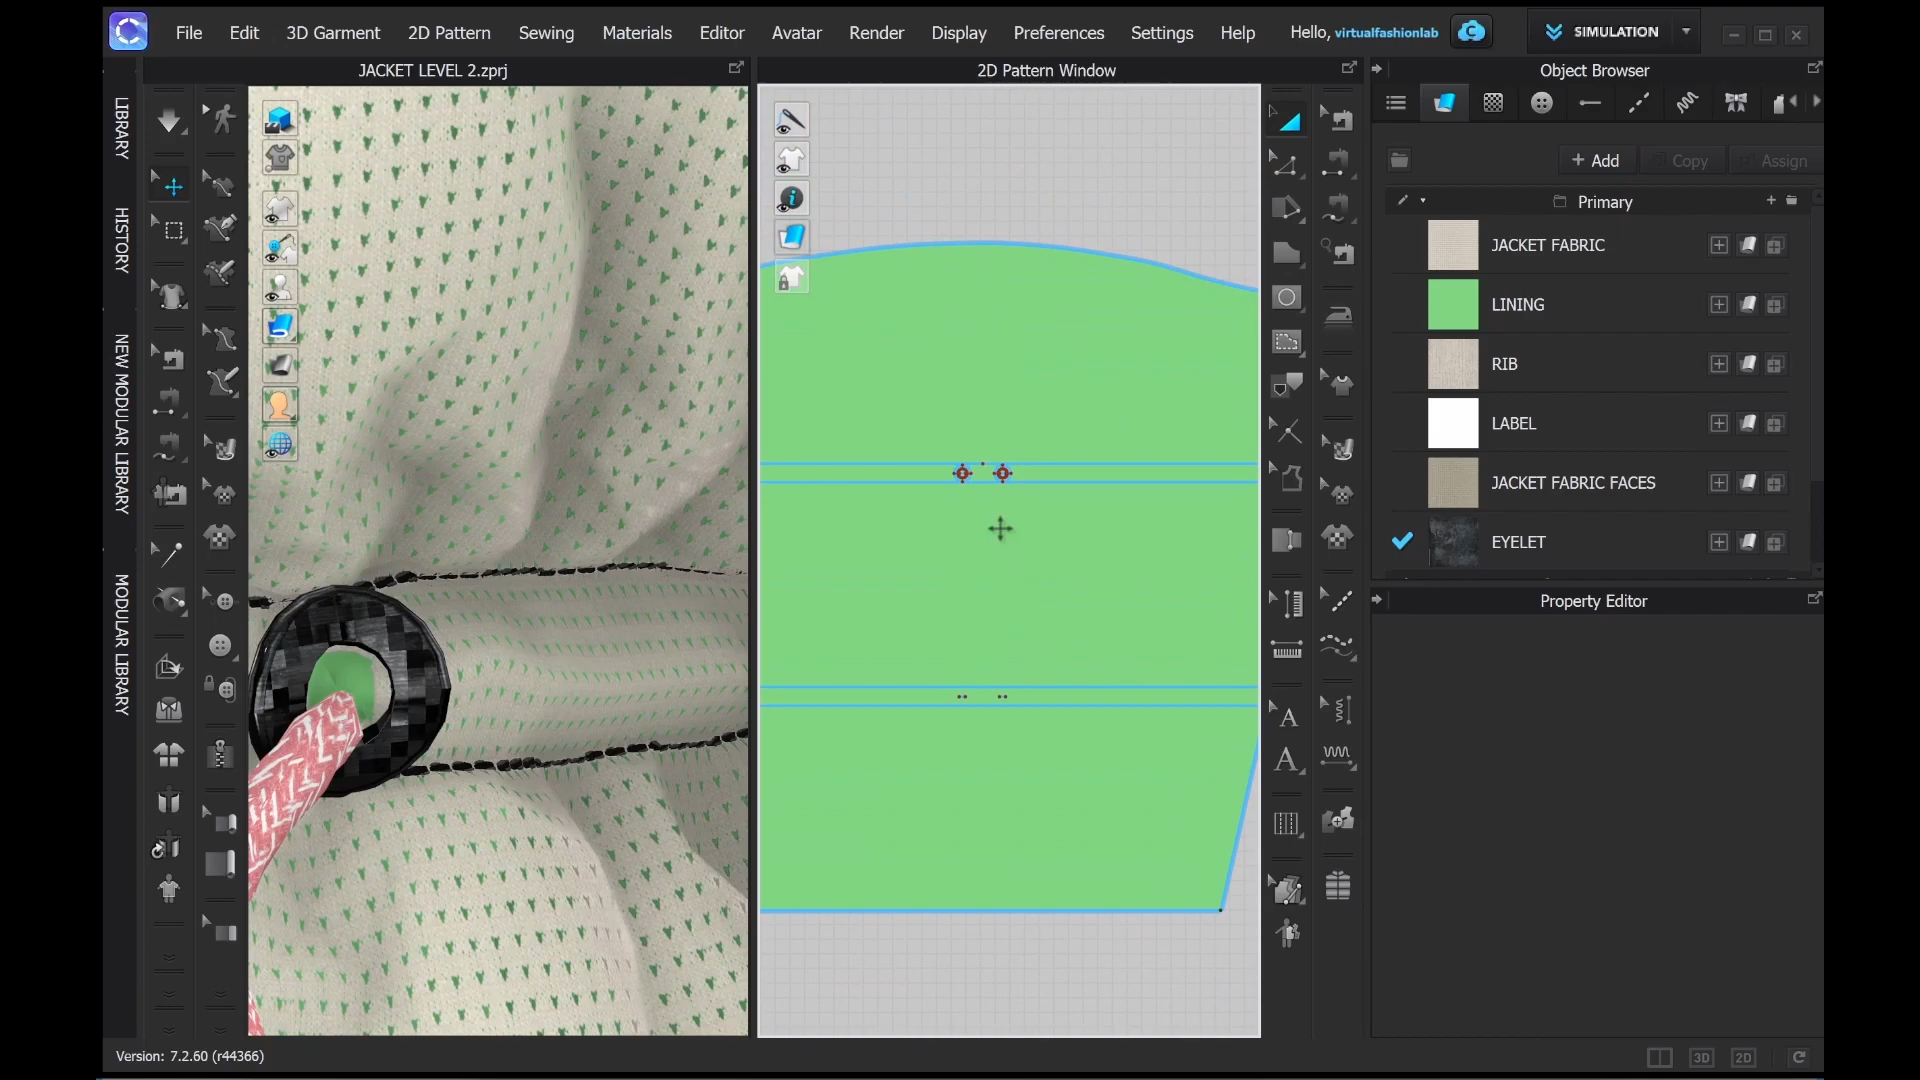 File Edit 3D Garment 2D Pattern Sewing Materials Editor Avatar Render Display Preferences Settings Help Hello, virtualfashionlab SIMULATION
JACKET LEVEL 2.zprj
2D Pattern Window
Object Browser
LIBRARY
HISTORY
NEW MODULAR LIBRARY
MODULAR LIBRARY
+ Add Copy Assign
Primary
JACKET FABRIC
LINING
RIB
LABEL
JACKET FABRIC FACES
EYELET
Property Editor
A
A
Version: 7.2.60 (r44366)
3D 2D